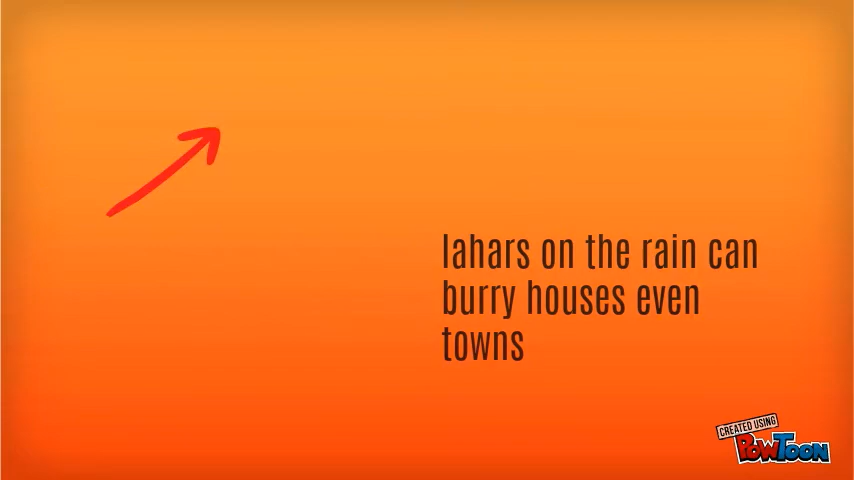 lahars on the rain can
burry houses even
towns
CREATED USING
POWTOON